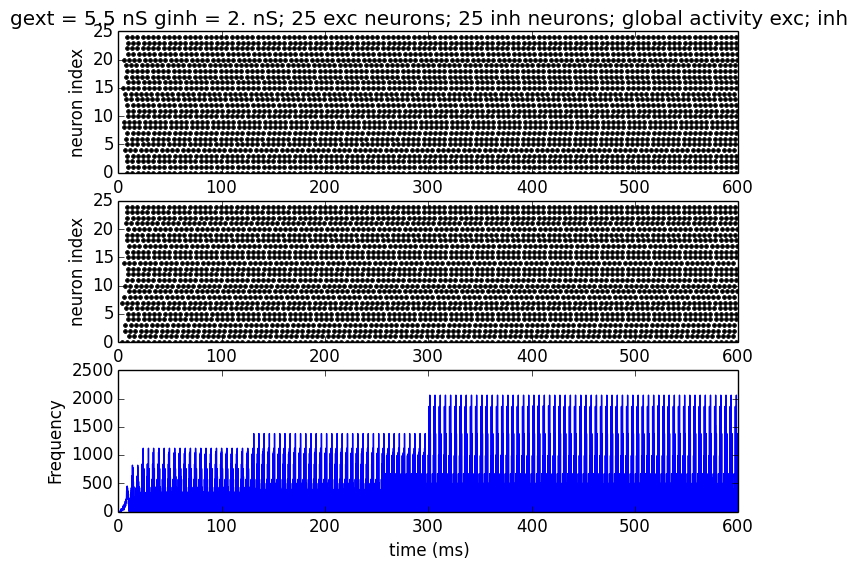 gext = 5.5 nS ginh = 2. nS; 25 exc neurons; 25 inh neurons; global activity exc; inh
25
20
15
10
5
0
neuron index
0 100 200 300 400 500 600
25
20
15
10
5
0
neuron index
0 100 200 300 400 500 600
2500
2000
1500
1000
500
0
Frequency
0 100 200 300 400 500 600
time (ms)